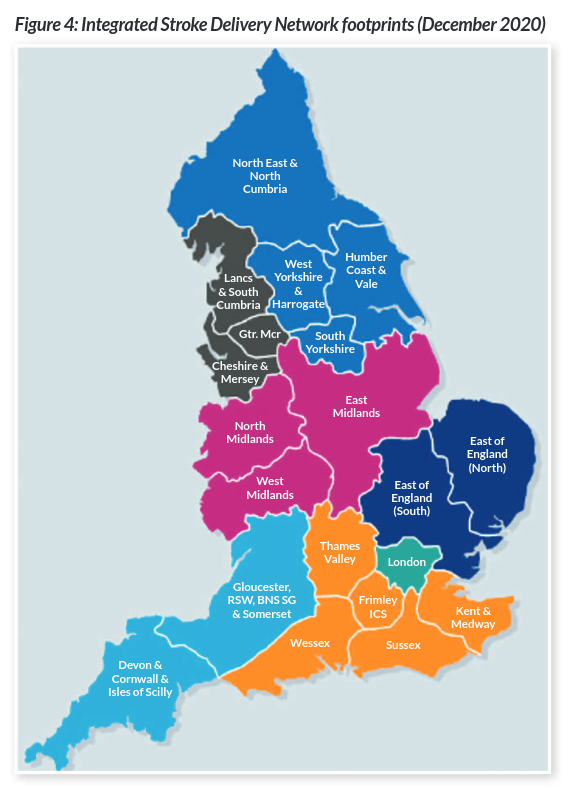 Figure 4: Integrated Stroke Delivery Network footprints (December 2020)
North East &
North
Cumbria
West
Yorkshire
&
Harrogate
Humber
Coast &
Vale
Lancs
& South
Cumbria
Gtr. Mcr
South
Yorkshire
Cheshire &
Mersey
East
Midlands
North
Midlands
East of
England
(North)
West
Midlands
East of
England
(South)
Thames
Valley
London
Gloucester,
RSW, BNS SG
& Somerset
Frimley
ICS
Kent &
Medway
Wessex
Sussex
Devon &
Cornwall &
Isles of Scilly